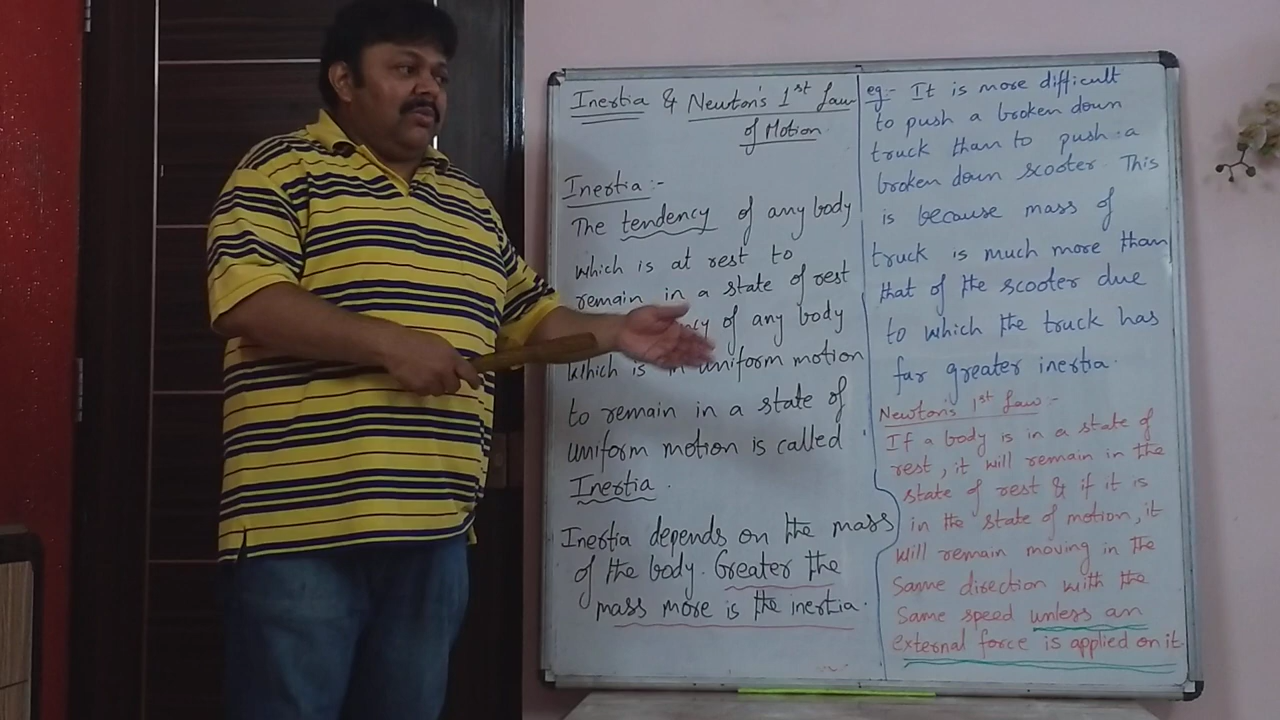 Inertia & Newton's 1st Law
of Motion.
Inertia :-
The tendency of any body
which is at rest to
remain in a state of rest
of any body
which is in uniform motion
to remain in a state of
uniform motion is called
Inertia.
Inertia depends on the mass
of the body. Greater the
mass more is the inertia.
eg:- It is more difficult
to push a broken down
truck than to push a
broken down scooter. This
is because mass of
truck is much more than
that of the scooter due
to which the truck has
far greater inertia.
Newton's 1st Law :-
If a body is in a state of
rest, it will remain in the
state of rest & if it is
in the state of motion, it
will remain moving in the
same direction with the
same speed unless an
external force is applied on it.